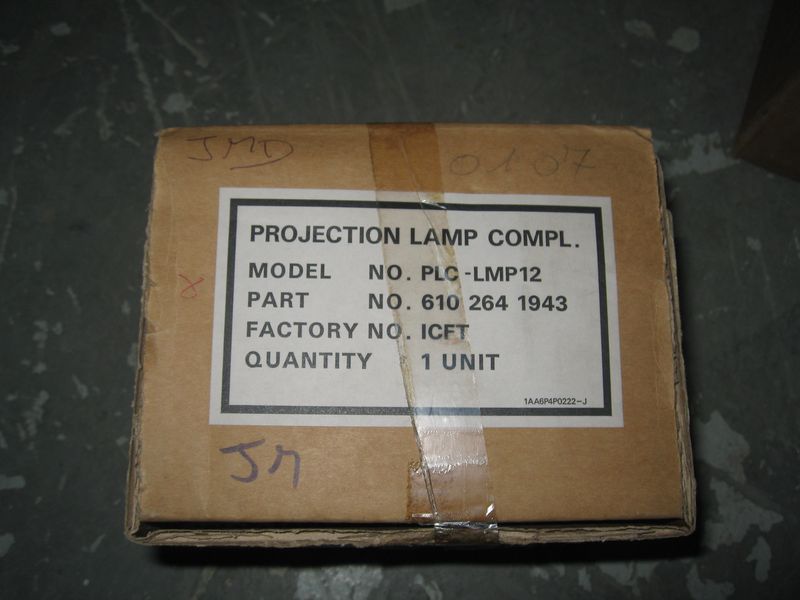 JMD 0107
PROJECTION LAMP COMPL.
MODEL NO. PLC-LMP12
PART NO. 610 264 1943
FACTORY NO. ICFT
QUANTITY 1 UNIT
1AA6P4P0222-J
JM